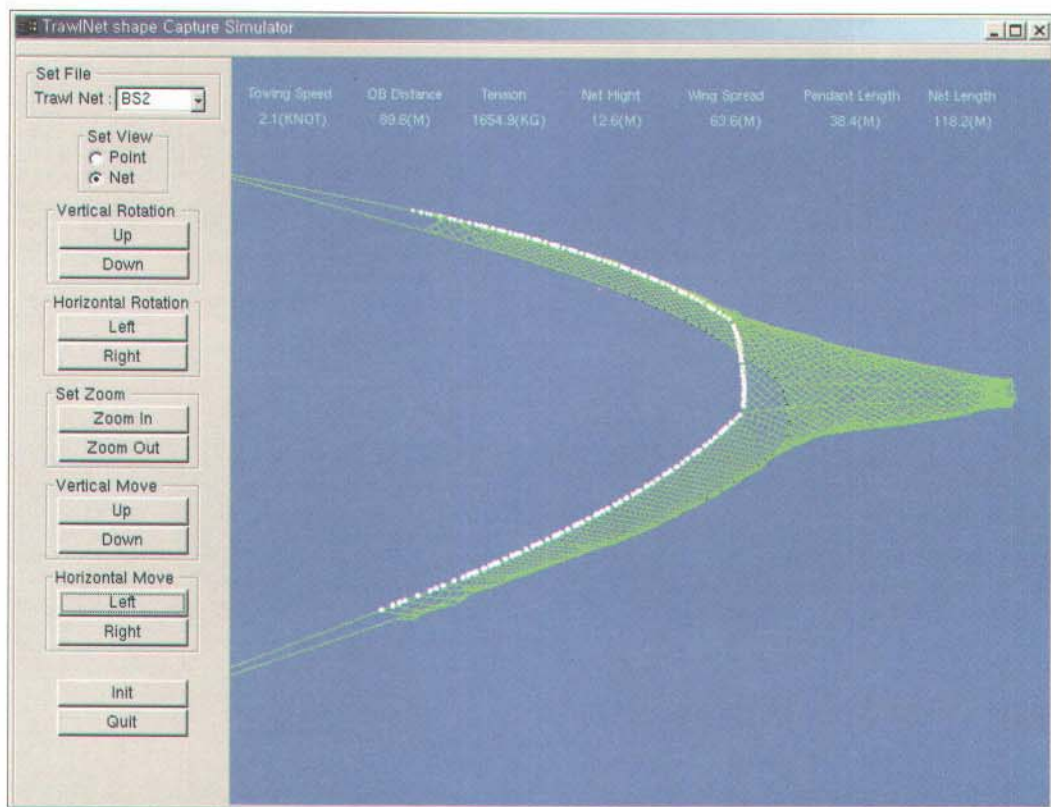 TrawlNet shape Capture Simulator
Set File
Trawl Net : BS2
Set View
Point
Net
Vertical Rotation
Up
Down
Horizontal Rotation
Left
Right
Set Zoom
Zoom In
Zoom Out
Vertical Move
Up
Down
Horizontal Move
Left
Right
Init
Quit
Towing Speed OB Distance Tension Net Hight Wing Spread Pendant Length Net Length
2.1(KNOT) 89.8(M) 1654.9(KG) 12.6(M) 63.6(M) 38.4(M) 118.2(M)